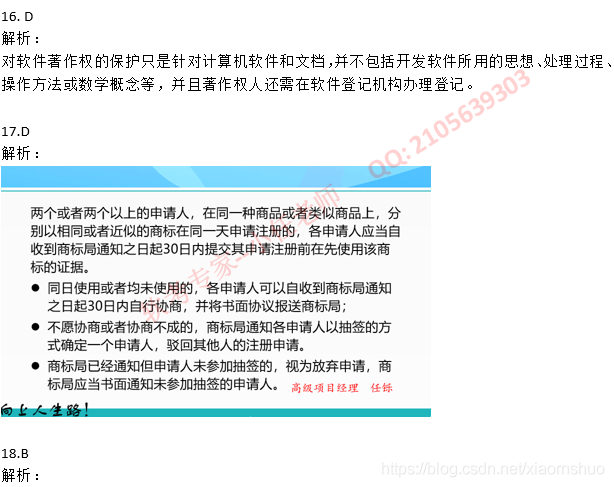 16. D
解析：
对软件著作权的保护只是针对计算机软件和文档，并不包括开发软件所用的思想、处理过程、
操作方法或数学概念等，并且著作权人还需在软件登记机构办理登记。
17.D
解析：
两个或者两个以上的申请人，在同一种商品或者类似商品上，分
别以相同或者近似的商标在同一天申请注册的，各申请人应当自
收到商标局通知之日起30日内提交其申请注册前在先使用该商
标的证据。
● 同日使用或者均未使用的，各申请人可以自收到商标局通知
之日起30日内自行协商，并将书面协议报送商标局；
● 不愿协商或者协商不成的，商标局通知各申请人以抽签的方
式确定一个申请人，驳回其他人的注册申请。
● 商标局已经通知但申请人未参加抽签的，视为放弃申请，商
标局应当书面通知未参加抽签的申请人。
高级项目经理 任铄
向上人生路！
QQ: 2105639303
18.B
解析：
https://blog.csdn.net/xiaomshuo